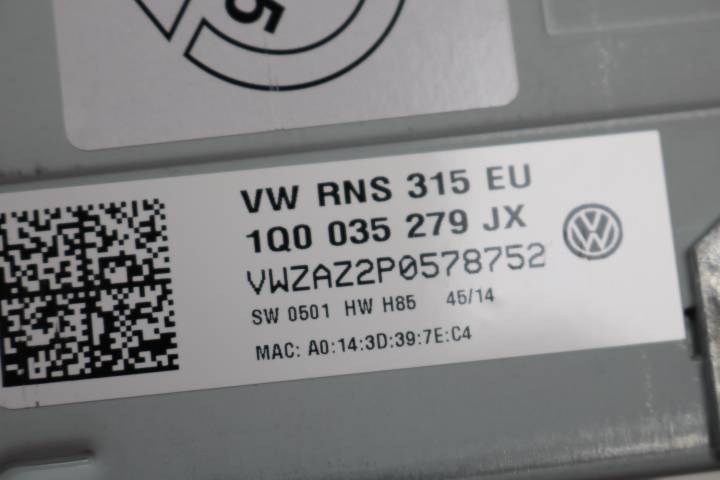 5
VW RNS 315 EU
1Q0 035 279 JX
VWZAZ2P0578752
SW 0501 HW H85 45/14
MAC: A0:14:3D:39:7E:C4